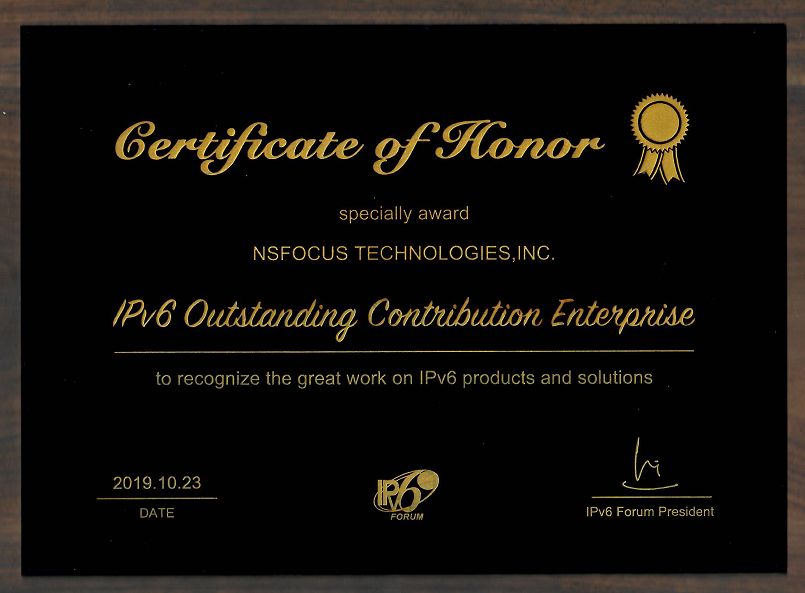 Certificate of Honor
specially award
NSFOCUS TECHNOLOGIES,INC.
IPv6 Outstanding Contribution Enterprise
to recognize the great work on IPv6 products and solutions
2019.10.23
DATE
IPv6
FORUM
IPv6 Forum President